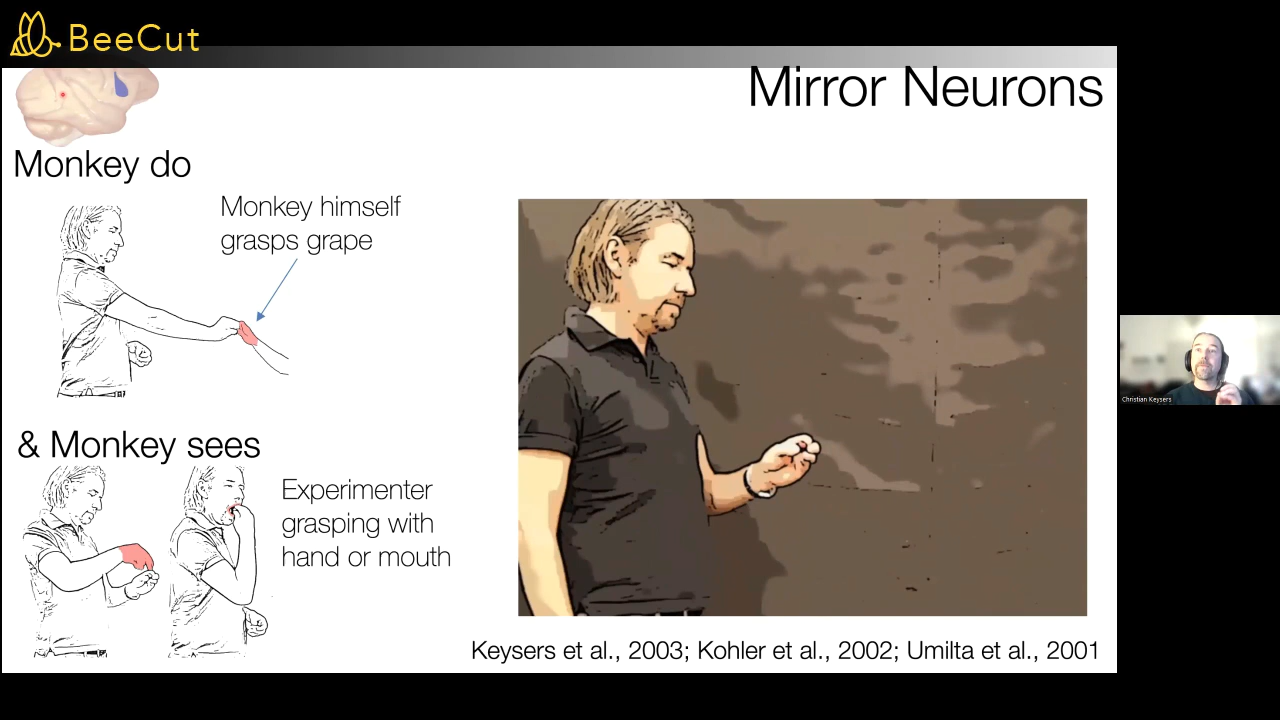 BeeCut
Mirror Neurons
Monkey do
Monkey himself
grasps grape
& Monkey sees
Experimenter
grasping with
hand or mouth
Keysers et al., 2003; Kohler et al., 2002; Umilta et al., 2001
Christian Keysers